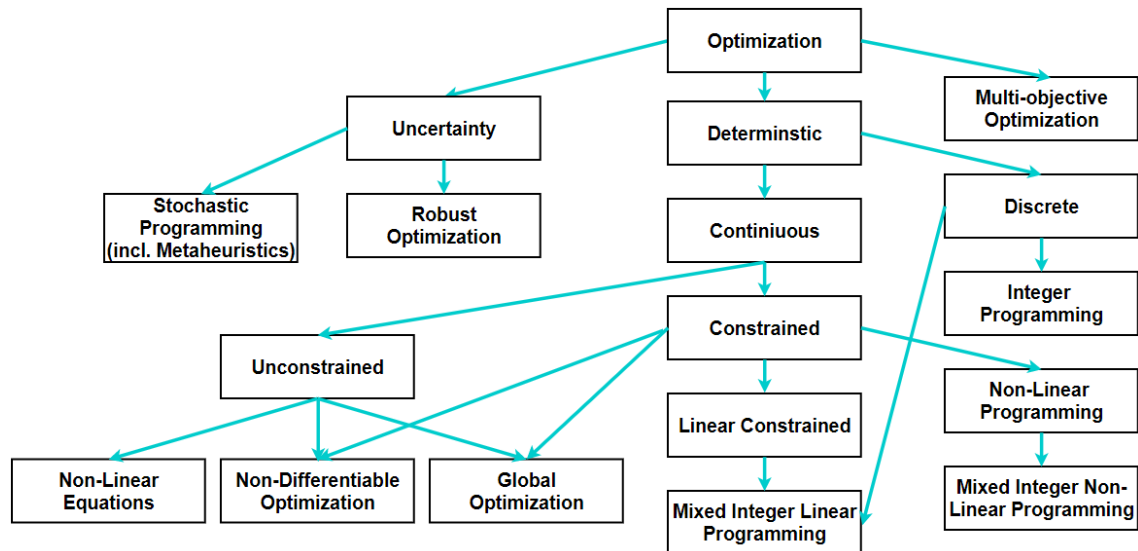 Optimization
Multi-objective
Optimization
Uncertainty
Determinstic
Stochastic
Programming
(incl. Metaheuristics)
Robust
Optimization
Continiuous
Discrete
Integer
Programming
Unconstrained
Constrained
Non-Linear
Programming
Linear Constrained
Non-Linear
Equations
Non-Differentiable
Optimization
Global
Optimization
Mixed Integer Linear
Programming
Mixed Integer Non-
Linear Programming